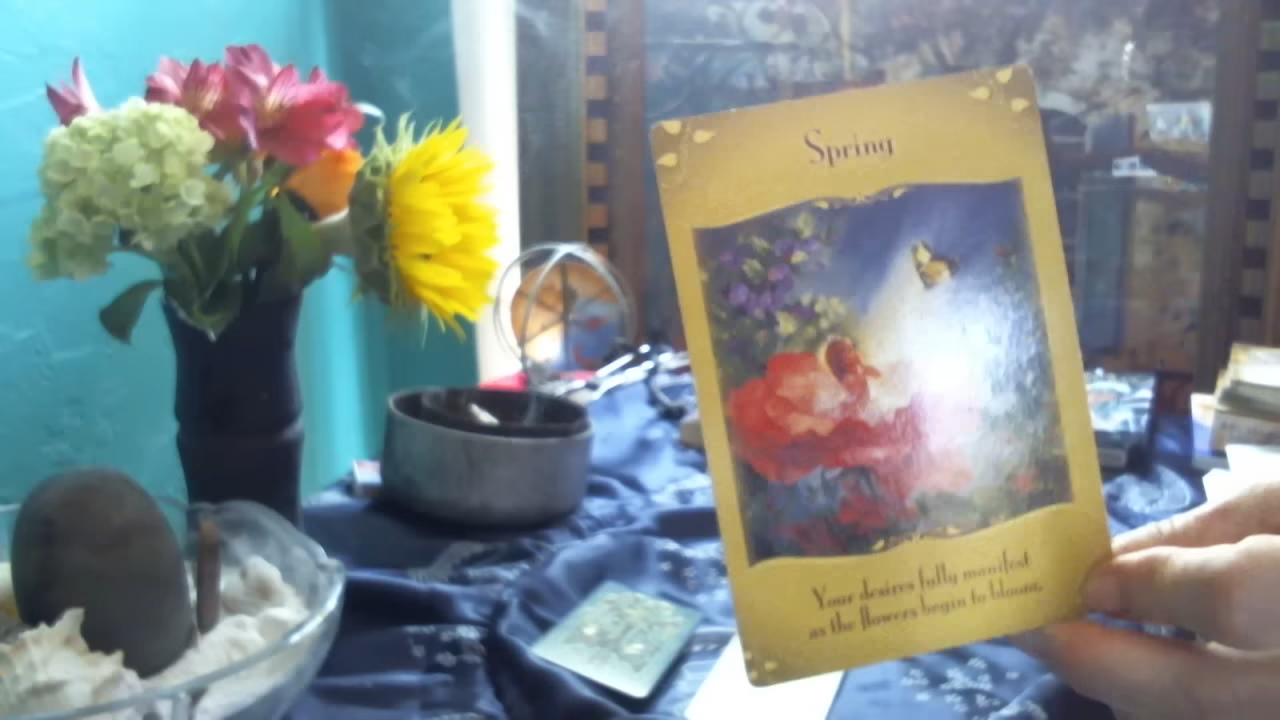 Spring
Your desires fully manifest
as the flowers begin to bloom.